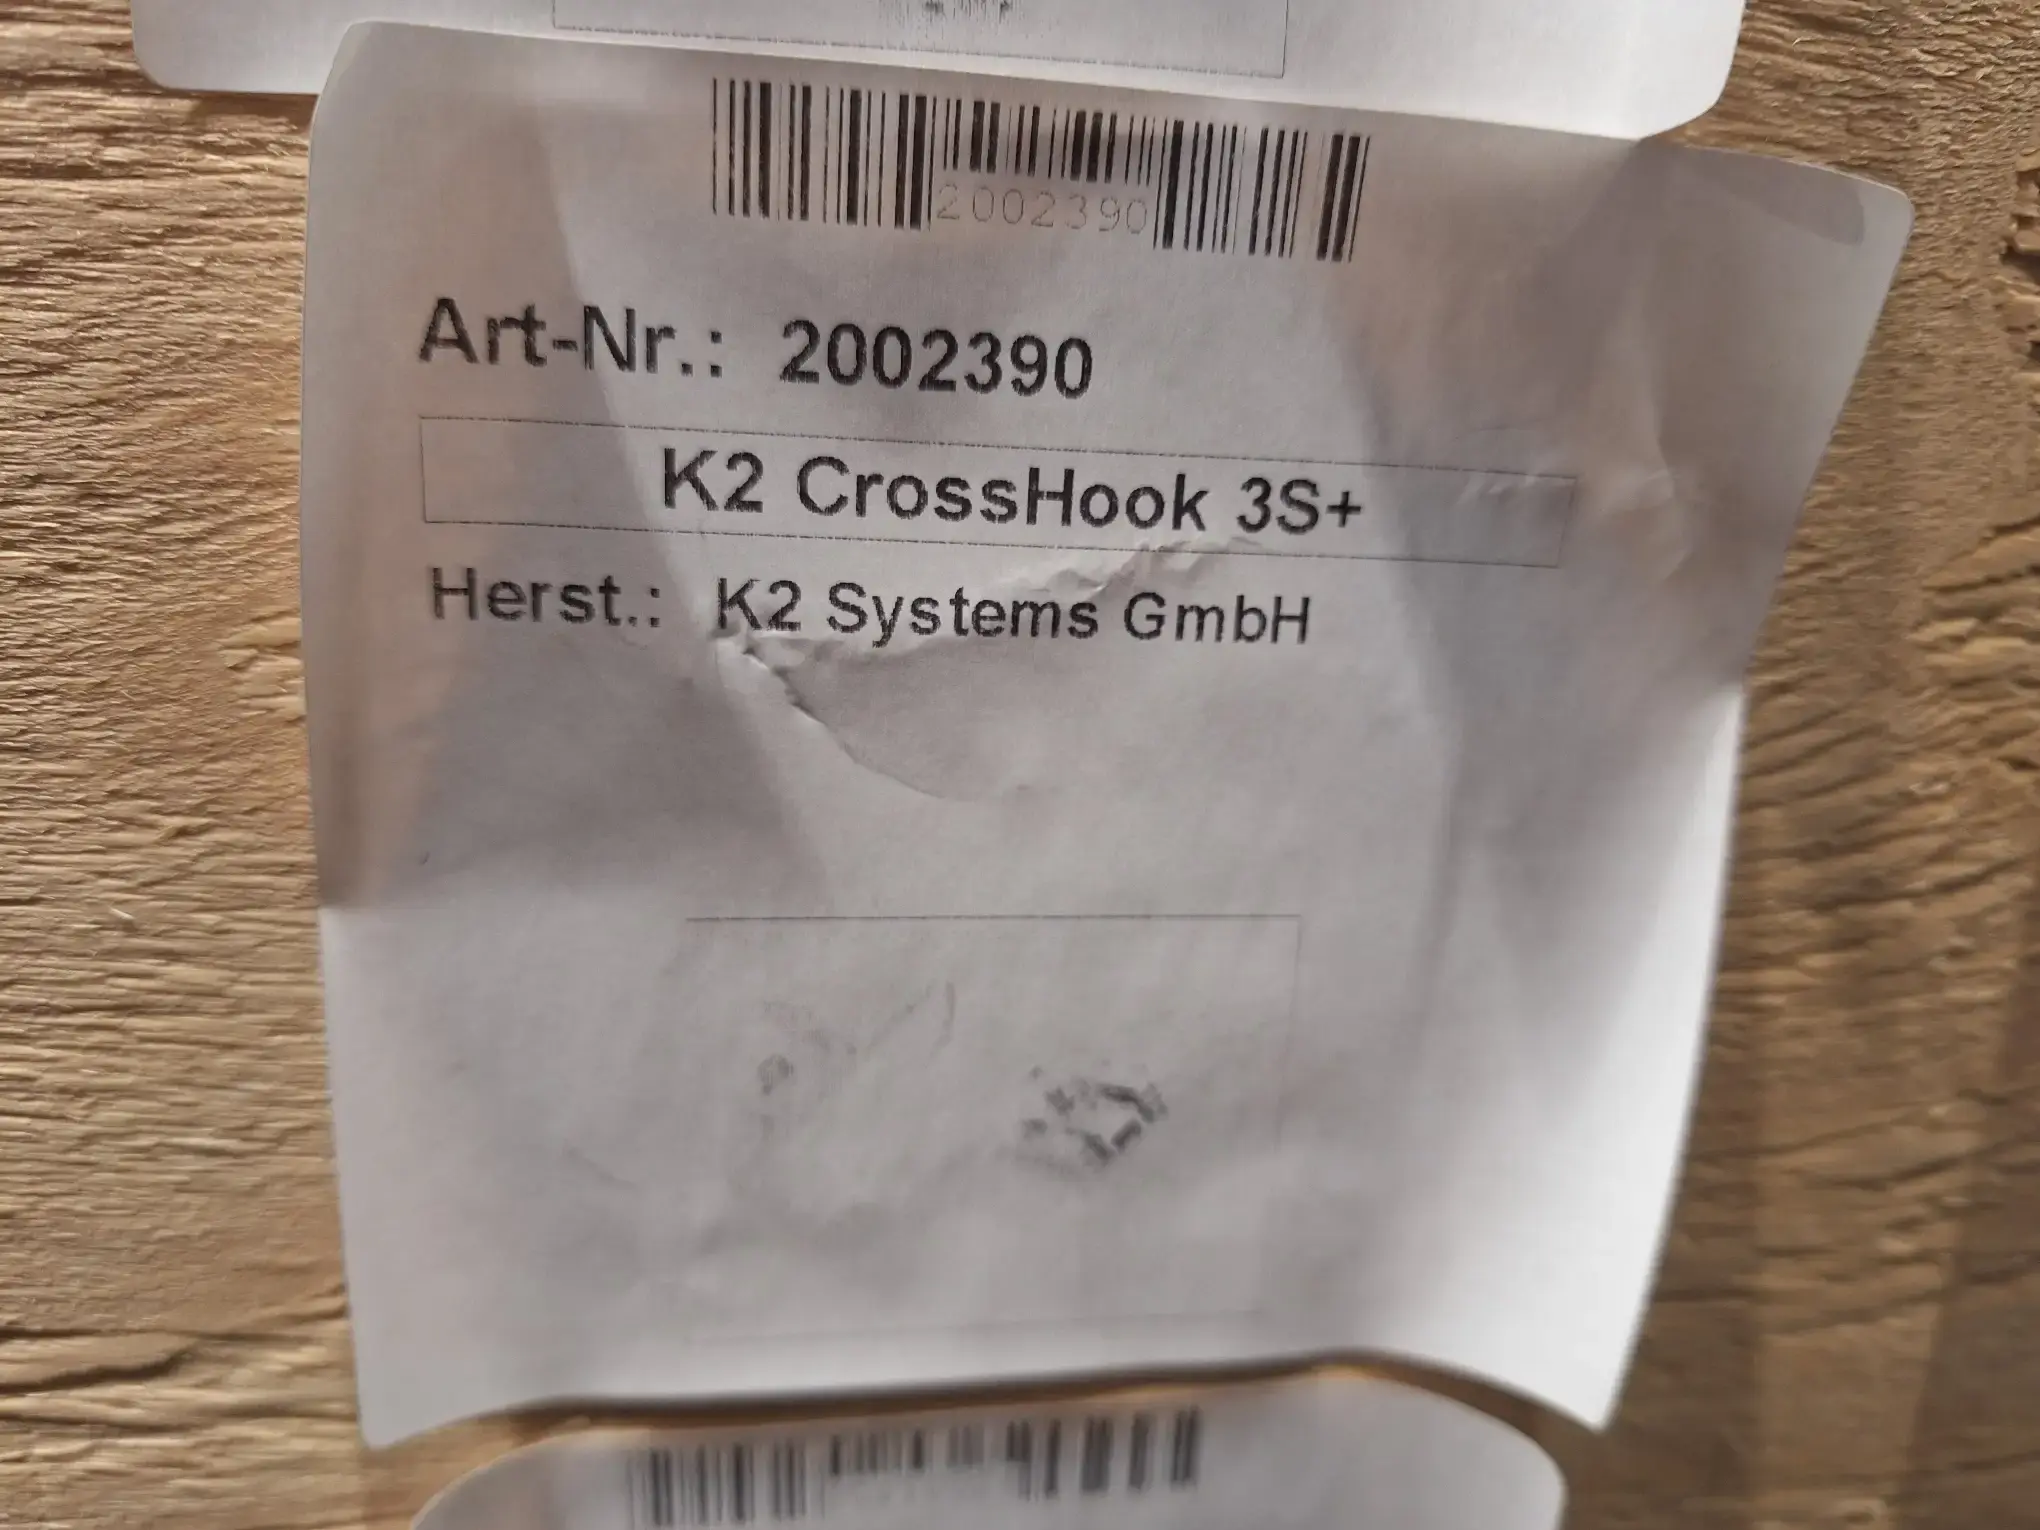 2002390
Art-Nr.: 2002390
K2 CrossHook 3S+
Herst.: K2 Systems GmbH